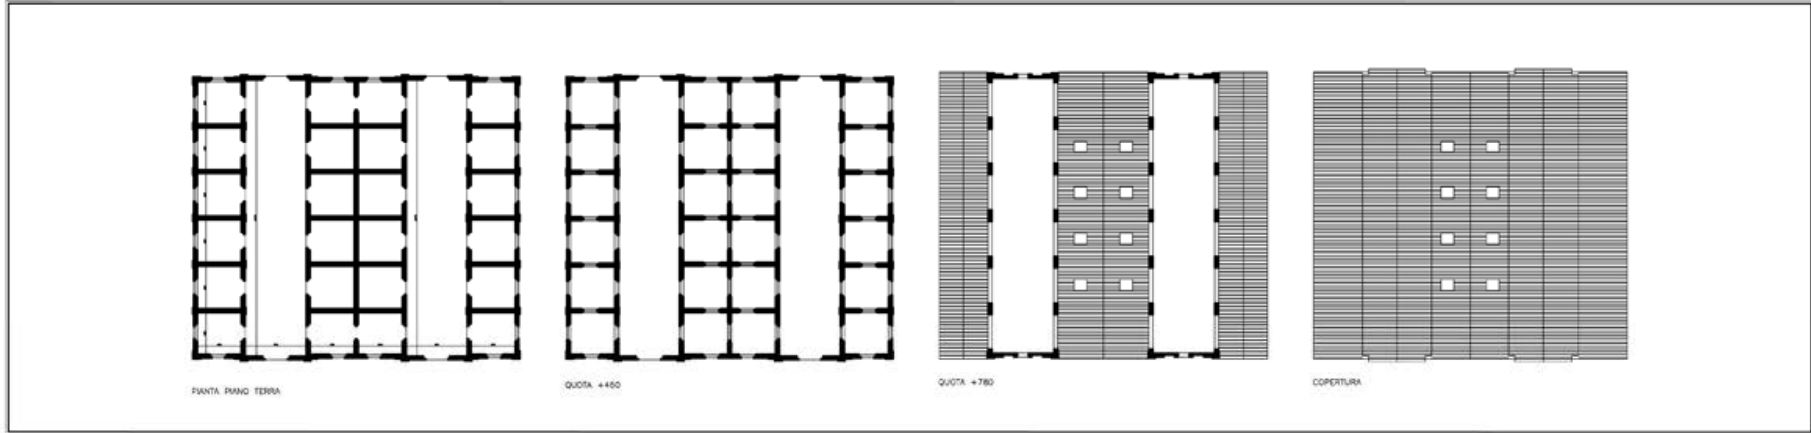 PIANTA PIANO TERRA
QUOTA +460
QUOTA +780
COPERTURA